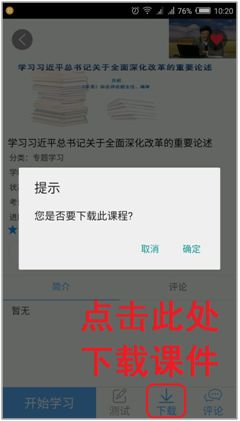 76% 10:20
学习习近平总书记关于全面深化改革的重要论述
学习习近平总书记关于全面深化改革的重要论述
分类：专题学习
提示
您是否要下载此课程?
取消 确定
简介 评论
暂无
点击此处
下载课件
开始学习 测试 下载 评论